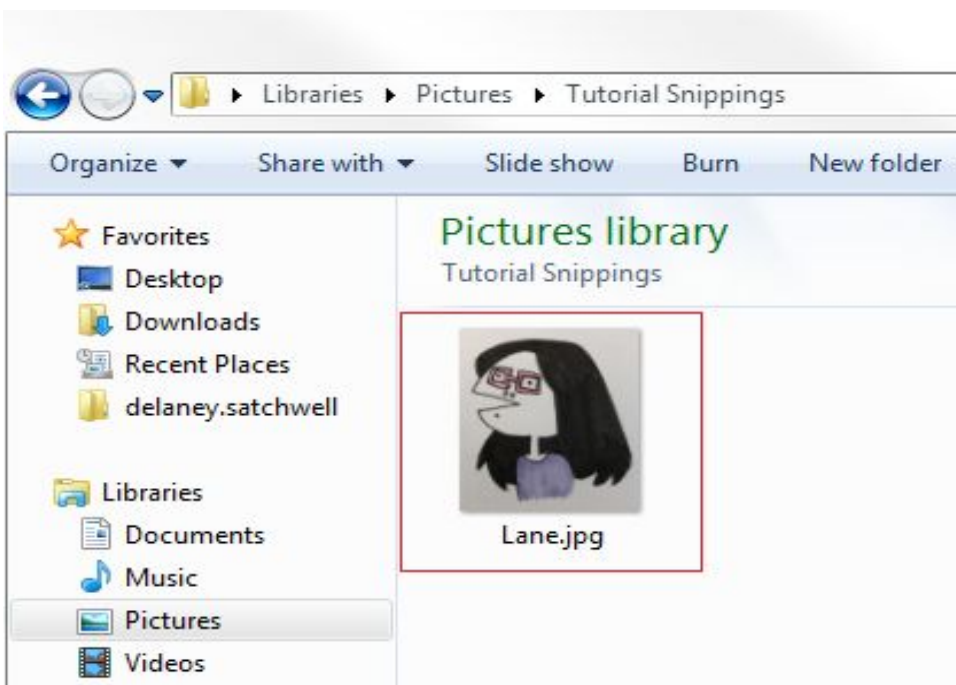 Libraries Pictures Tutorial Snippings
Organize Share with Slide show Burn New folder
Favorites
Desktop
Downloads
Recent Places
delaney.satchwell
Libraries
Documents
Music
Pictures
Videos
Pictures library
Tutorial Snippings
Lane.jpg